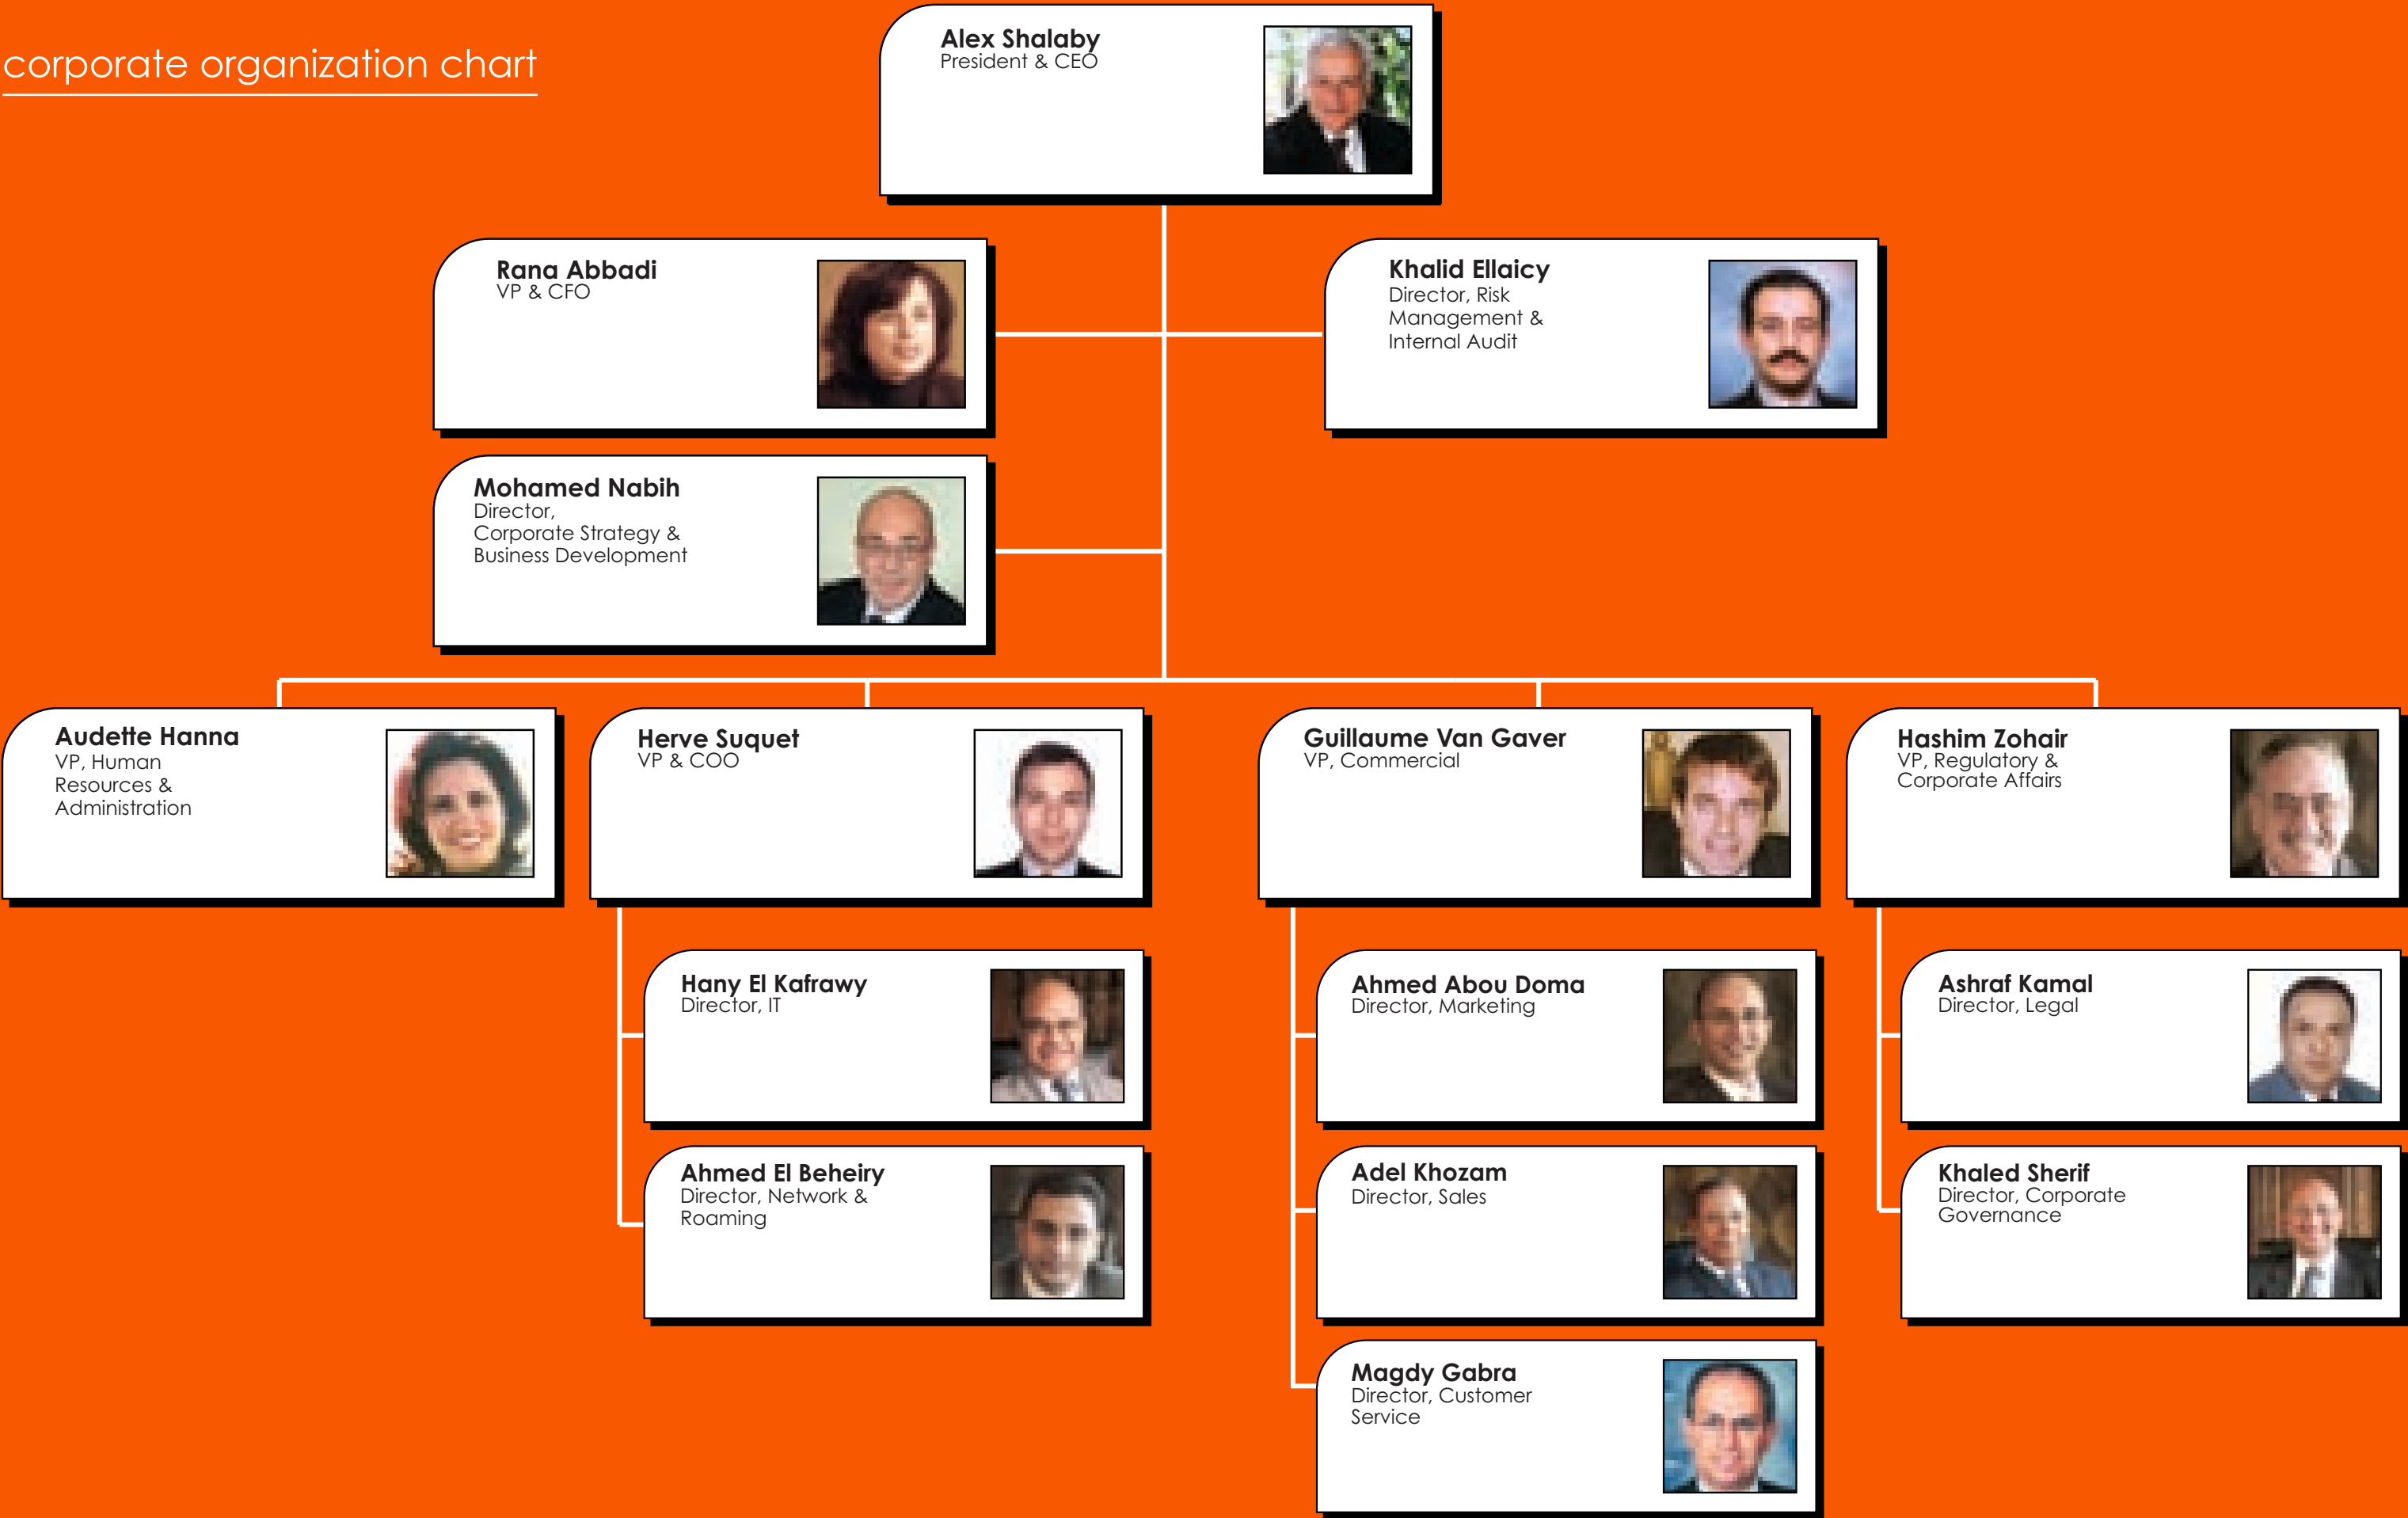 corporate organization chart
Alex Shalaby
President & CEO
Rana Abbadi
VP & CFO
Khalid Ellaicy
Director, Risk
Management &
Internal Audit
Mohamed Nabih
Director,
Corporate Strategy &
Business Development
Audette Hanna
VP, Human
Resources &
Administration
Herve Suquet
VP & COO
Guillaume Van Gaver
VP, Commercial
Hashim Zohair
VP, Regulatory &
Corporate Affairs
Hany El Kafrawy
Director, IT
Ahmed Abou Doma
Director, Marketing
Ashraf Kamal
Director, Legal
Ahmed El Beheiry
Director, Network &
Roaming
Adel Khozam
Director, Sales
Khaled Sherif
Director, Corporate
Governance
Magdy Gabra
Director, Customer
Service